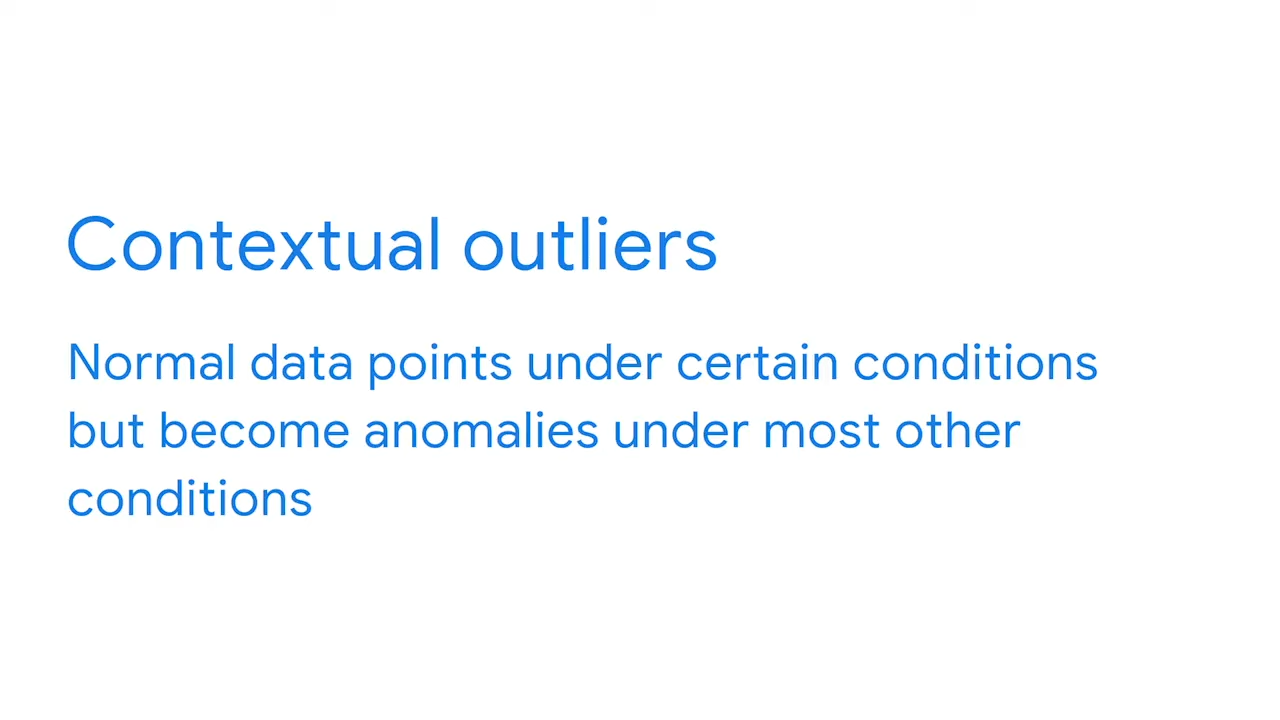 Contextual outliers
Normal data points under certain conditions
but become anomalies under most other
conditions